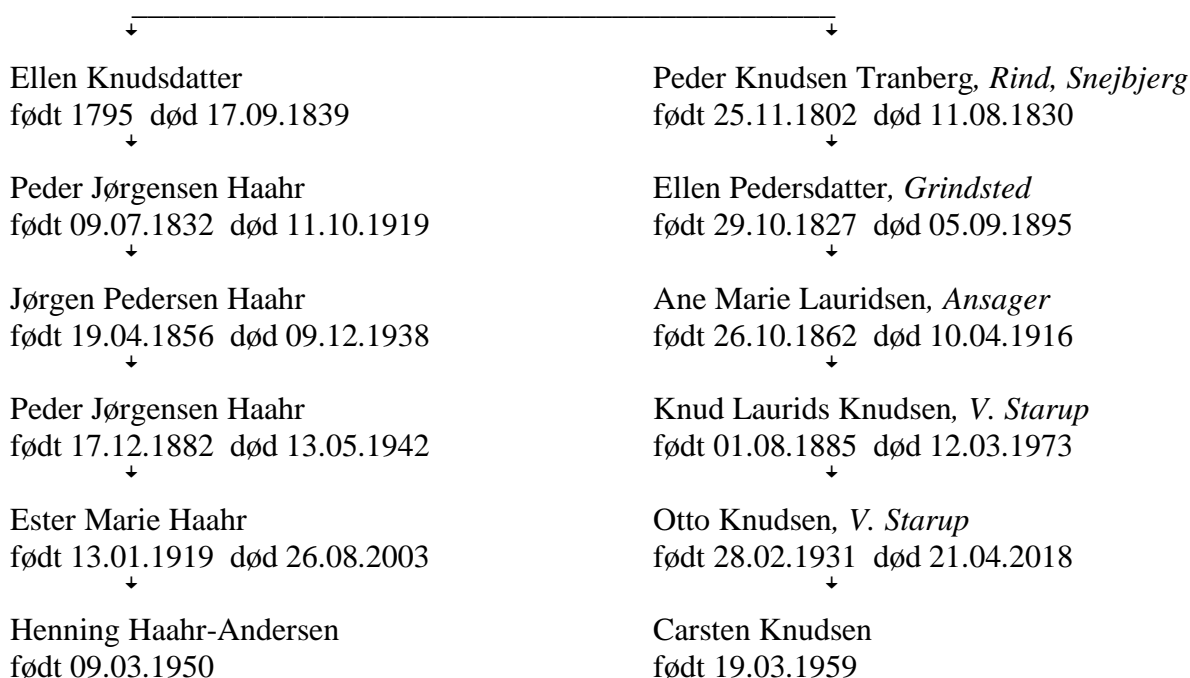 Ellen Knudsdatter
født 1795 død 17.09.1839
Peder Jørgensen Haahr
født 09.07.1832 død 11.10.1919
Jørgen Pedersen Haahr
født 19.04.1856 død 09.12.1938
Peder Jørgensen Haahr
født 17.12.1882 død 13.05.1942
Ester Marie Haahr
født 13.01.1919 død 26.08.2003
Henning Haahr-Andersen
født 09.03.1950
Peder Knudsen Tranberg, Rind, Snejbjerg
født 25.11.1802 død 11.08.1830
Ellen Pedersdatter, Grindsted
født 29.10.1827 død 05.09.1895
Ane Marie Lauridsen, Ansager
født 26.10.1862 død 10.04.1916
Knud Laurids Knudsen, V. Starup
født 01.08.1885 død 12.03.1973
Otto Knudsen, V. Starup
født 28.02.1931 død 21.04.2018
Carsten Knudsen
født 19.03.1959